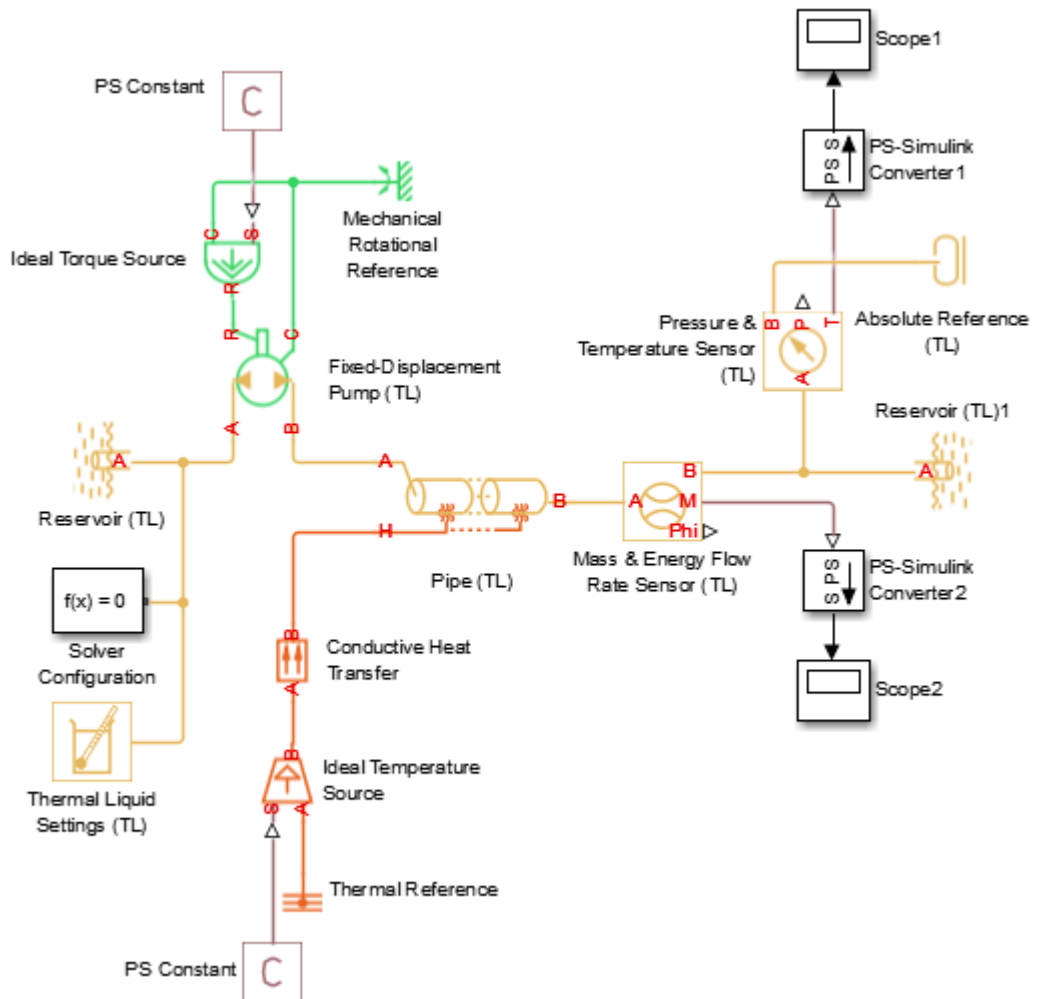 Scope1
PS Constant
C
PS S
PS-Simulink
Converter1
C
S
Mechanical
Rotational
Reference
Ideal Torque Source
R
R
C
B
P
T
Pressure &
Temperature Sensor
(TL)
Absolute Reference
(TL)
A
Fixed-Displacement
Pump (TL)
Reservoir (TL)1
A
B
A
A
B
A
Reservoir (TL)
B
A
M
Phi
H
Pipe (TL)
Mass & Energy Flow
Rate Sensor (TL)
S PS
PS-Simulink
Converter2
f(x) = 0
Solver
Configuration
B
Conductive Heat
Transfer
A
Scope2
B
Ideal Temperature
Source
S
A
Thermal Liquid
Settings (TL)
Thermal Reference
PS Constant
C